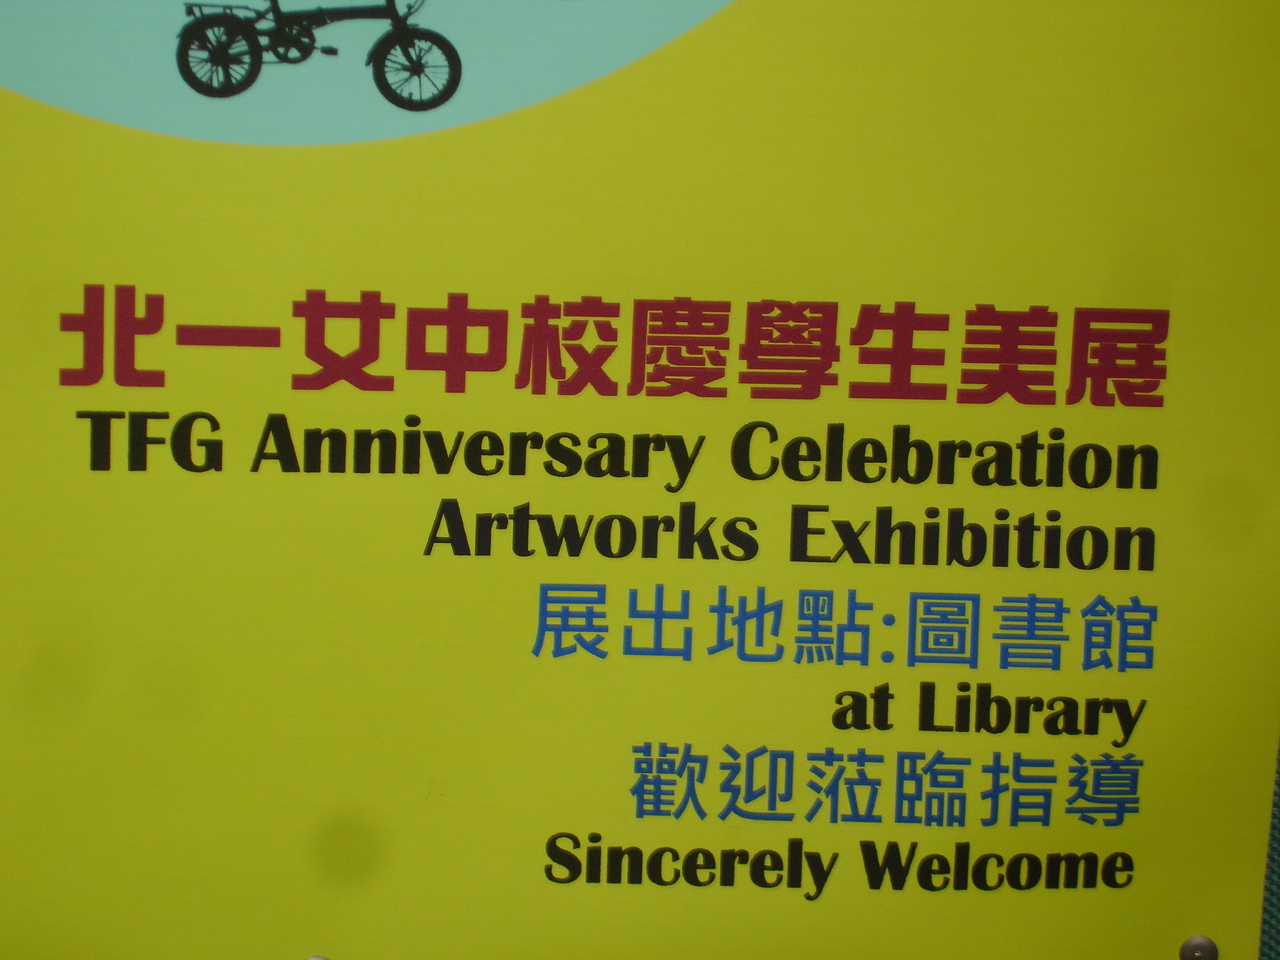 北一女中校慶學生美展
TFG Anniversary Celebration
Artworks Exhibition
展出地點:圖書館
at Library
歡迎蒞臨指導
Sincerely Welcome